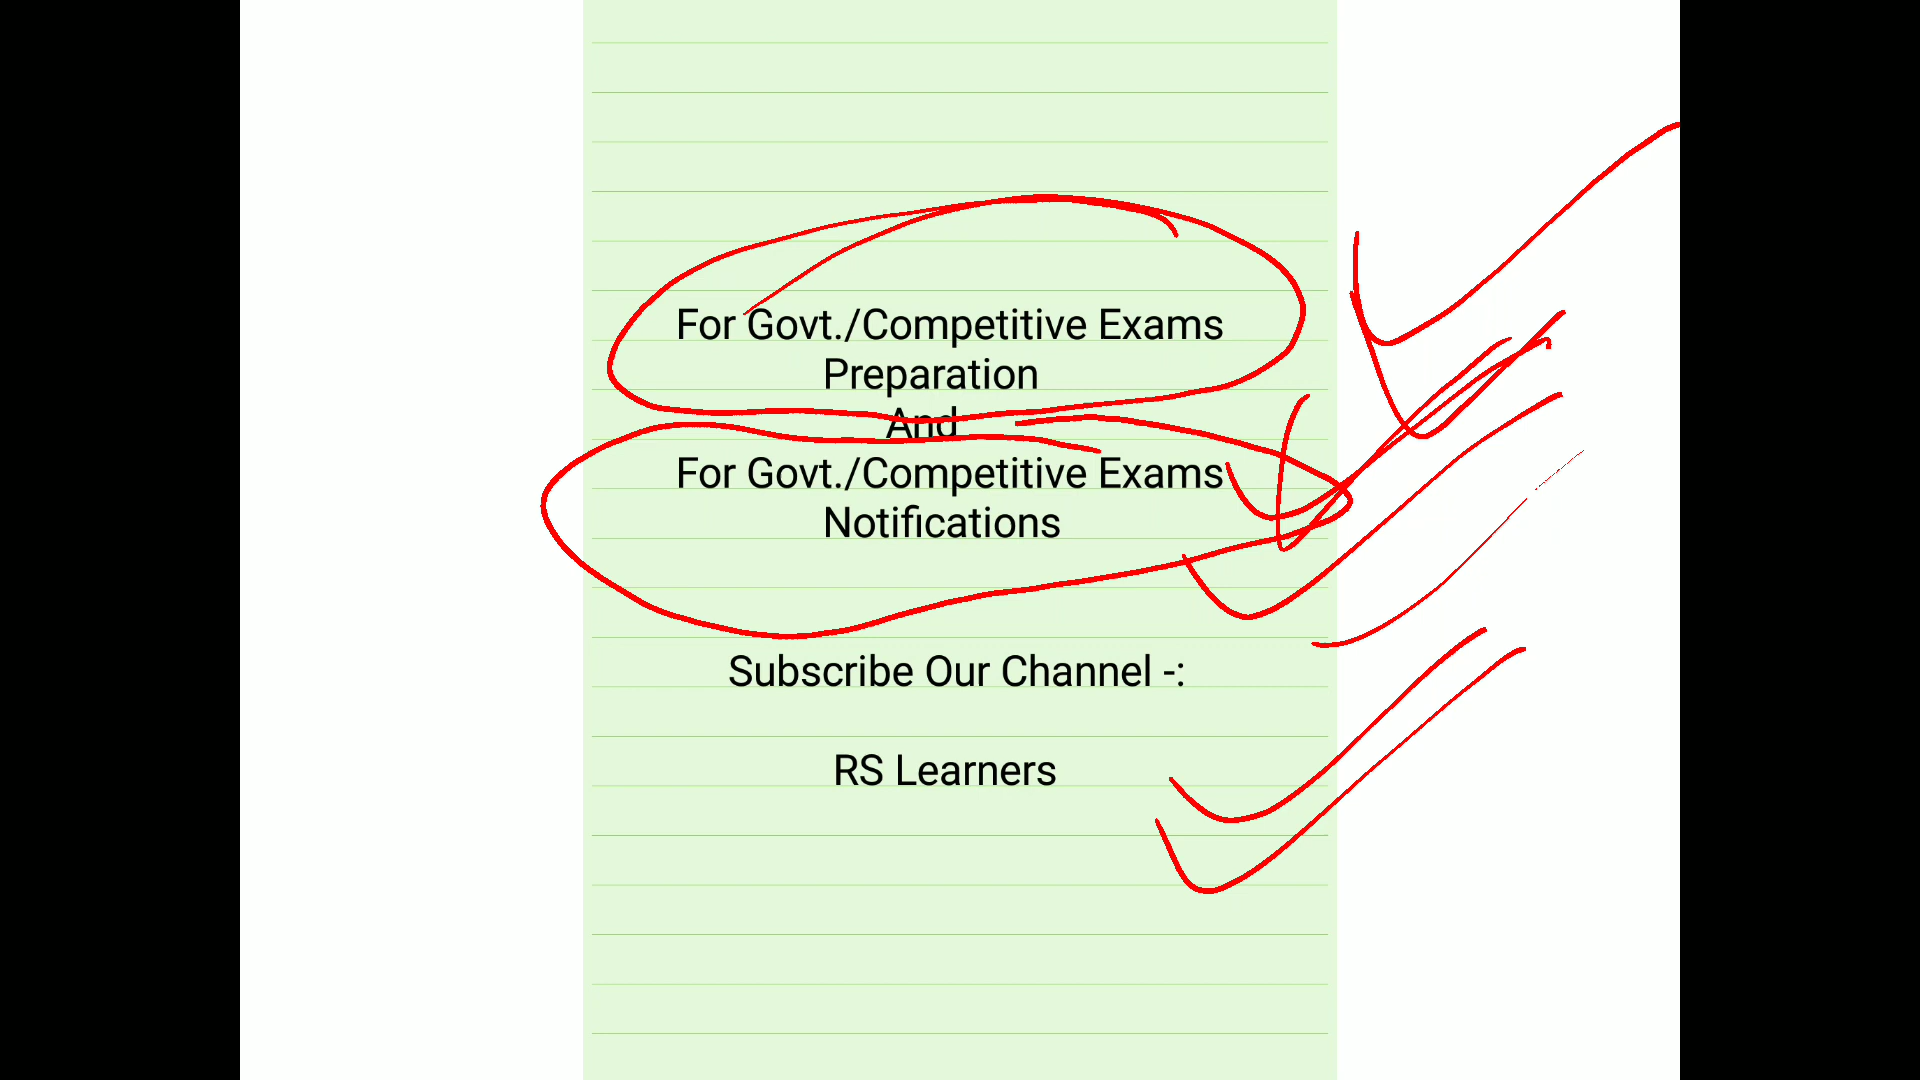 For Govt./Competitive Exams
Preparation
And
For Govt./Competitive Exams
Notifications
Subscribe Our Channel -:
RS Learners